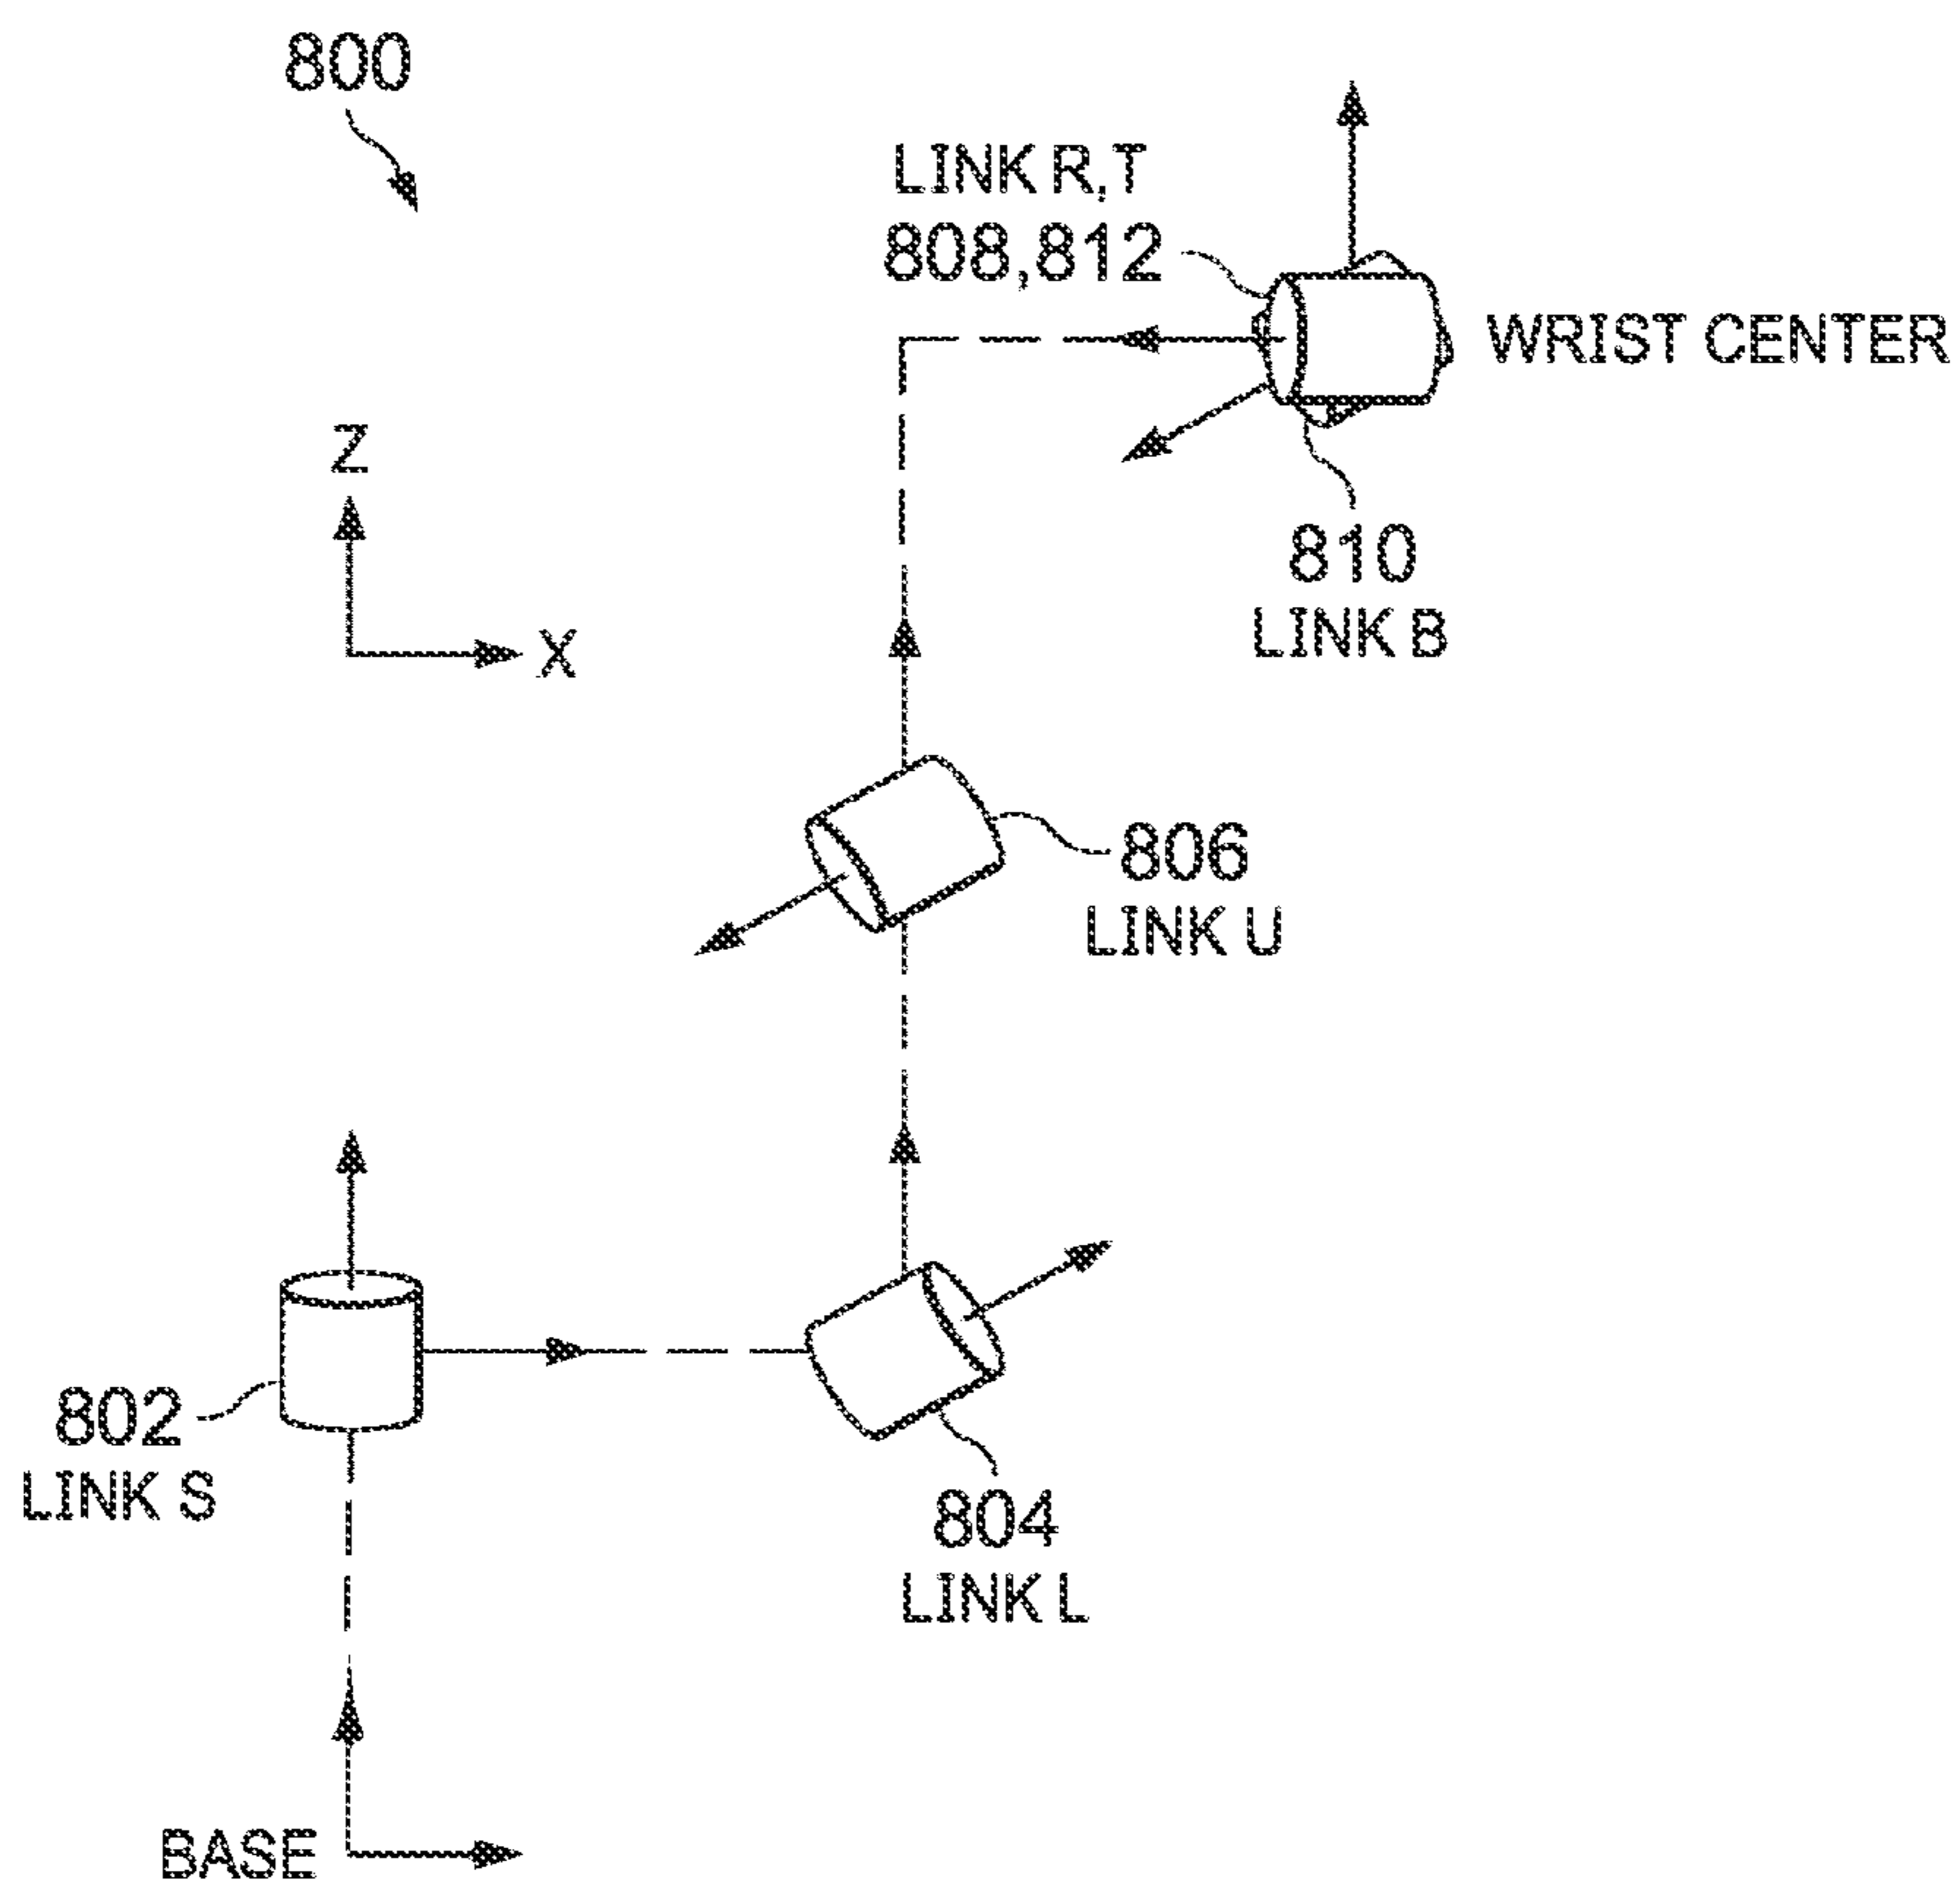 800
LINK R,T
808,812
WRIST CENTER
Z
X
810
LINK B
806
LINK U
802
LINK S
804
LINK L
BASE